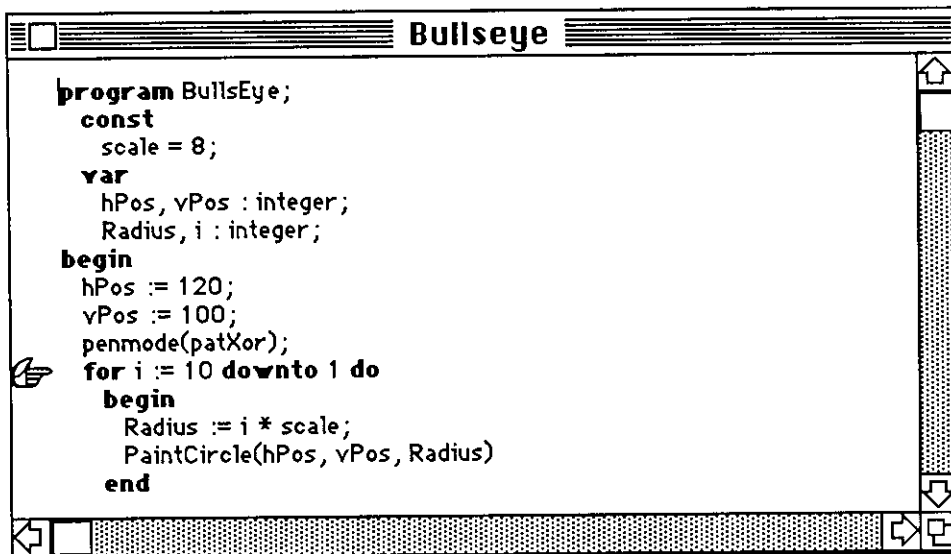 Bullseye
program BullsEye;
const
scale = 8;
var
hPos, vPos : integer;
Radius, i : integer;
begin
hPos := 120;
vPos := 100;
penmode(patXor);
for i := 10 downto 1 do
begin
Radius := i * scale;
PaintCircle(hPos, vPos, Radius)
end